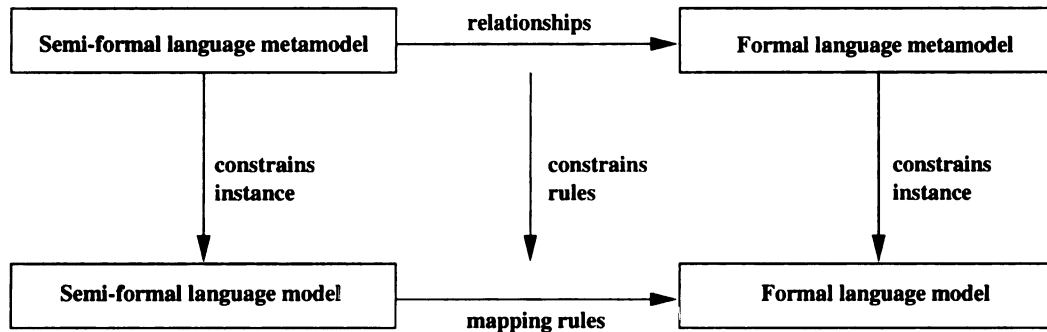 relationships
Semi-formal language metamodel
Formal language metamodel
constrains
instance
constrains
rules
constrains
instance
Semi-formal language model
Formal language model
mapping rules